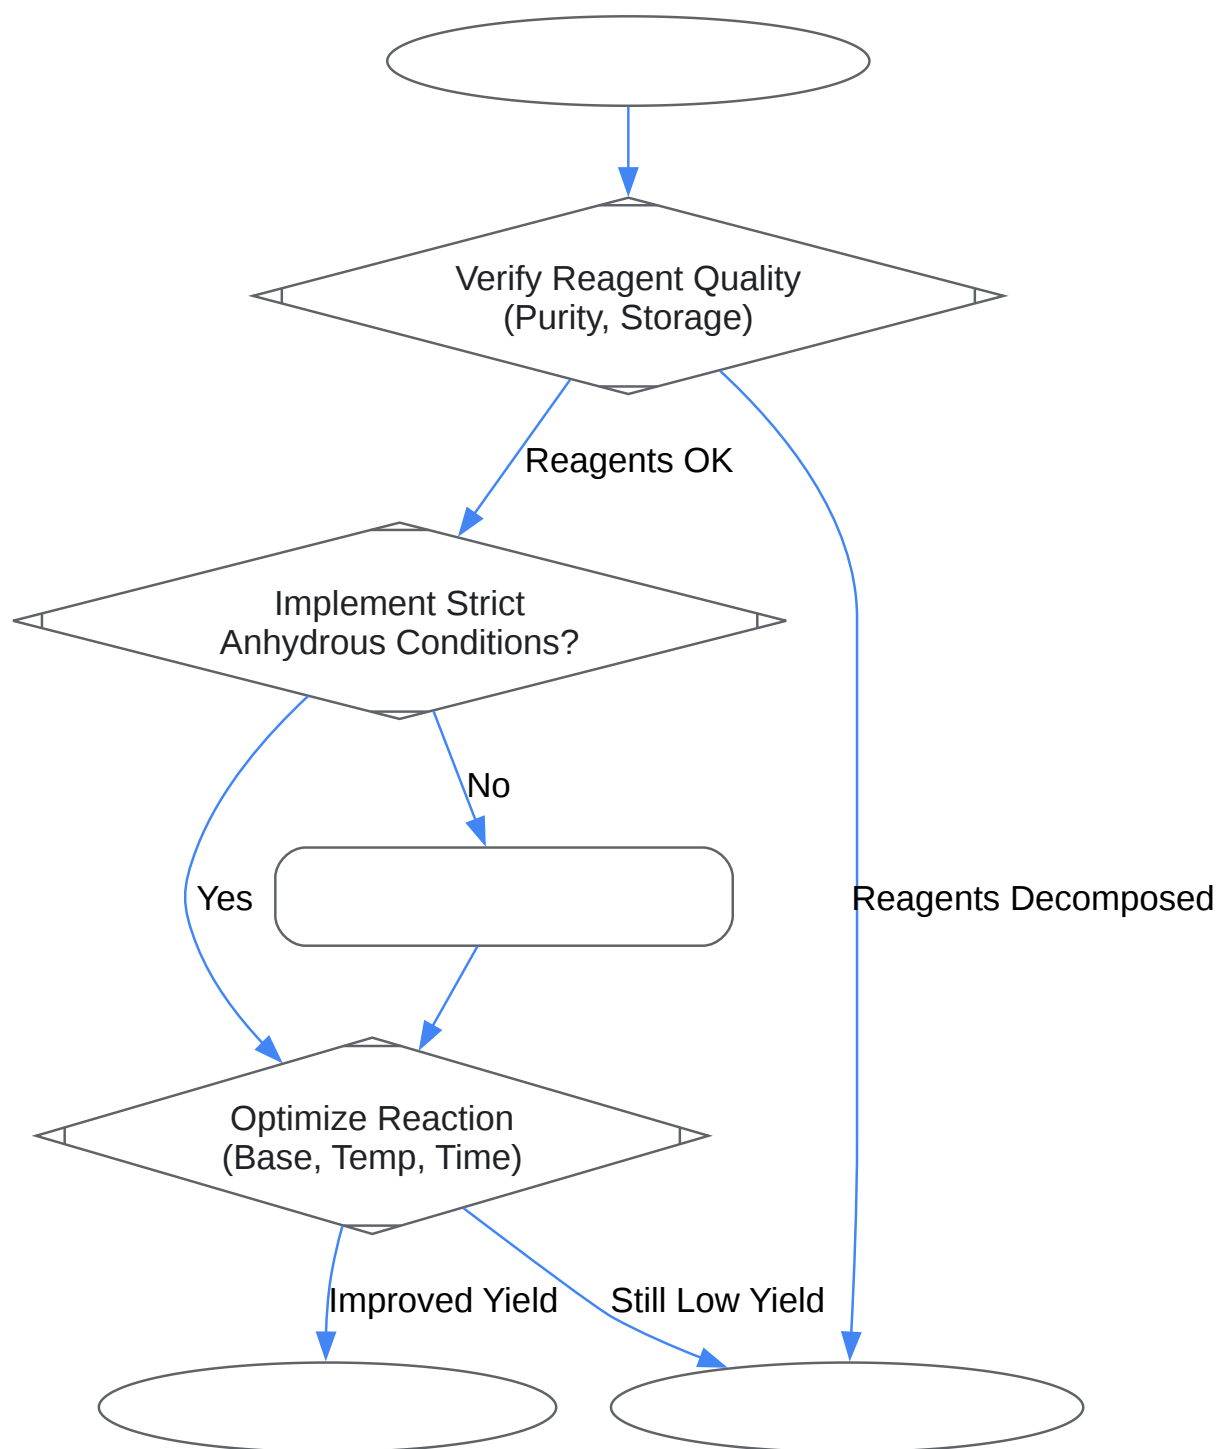 Verify Reagent Quality
(Purity, Storage)
Reagents OK
Implement Strict
Anhydrous Conditions?
No
Yes
Reagents Decomposed
Optimize Reaction
(Base, Temp, Time)
Improved Yield
Still Low Yield